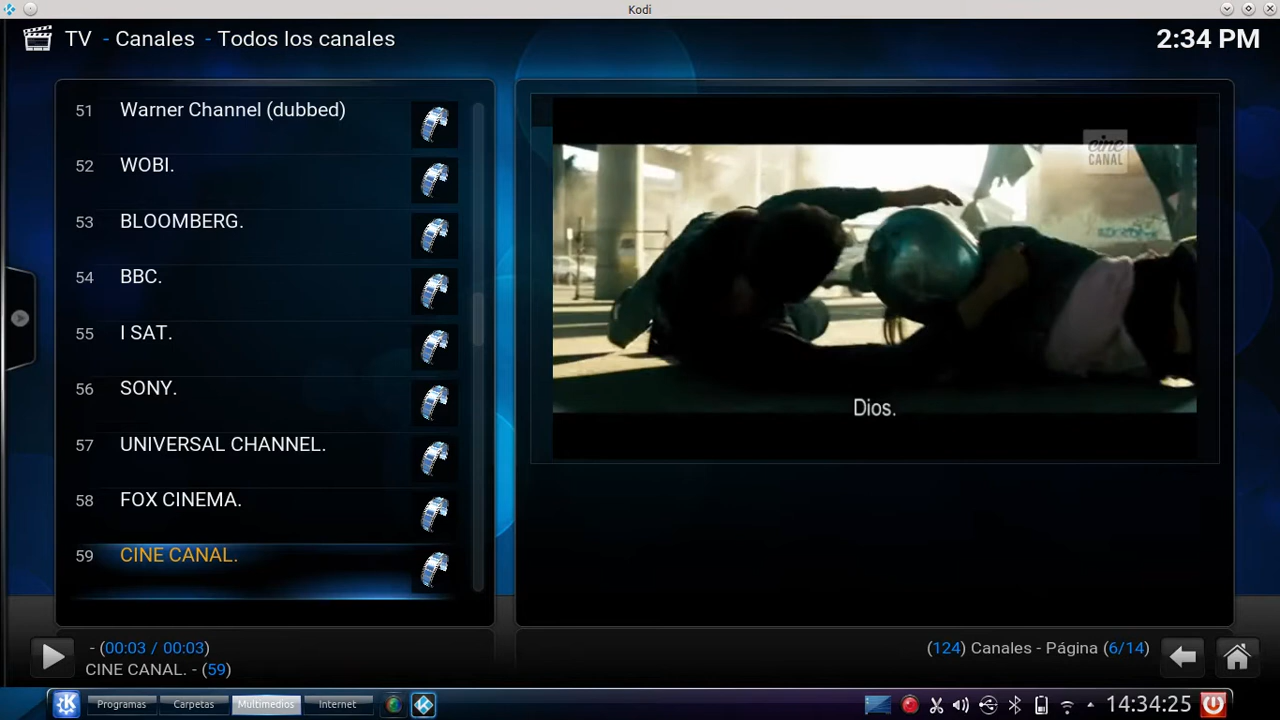 Kodi
TV - Canales - Todos los canales
2:34 PM
51 Warner Channel (dubbed)
52 WOBI.
53 BLOOMBERG.
54 BBC.
55 I SAT.
56 SONY.
57 UNIVERSAL CHANNEL.
58 FOX CINEMA.
59 CINE CANAL.
cine
CANAL
Dios.
- (00:03 / 00:03)
CINE CANAL. - (59)
(124) Canales - Página (6/14)
Programas
Carpetas
Multimedios
Internet
14:34:25